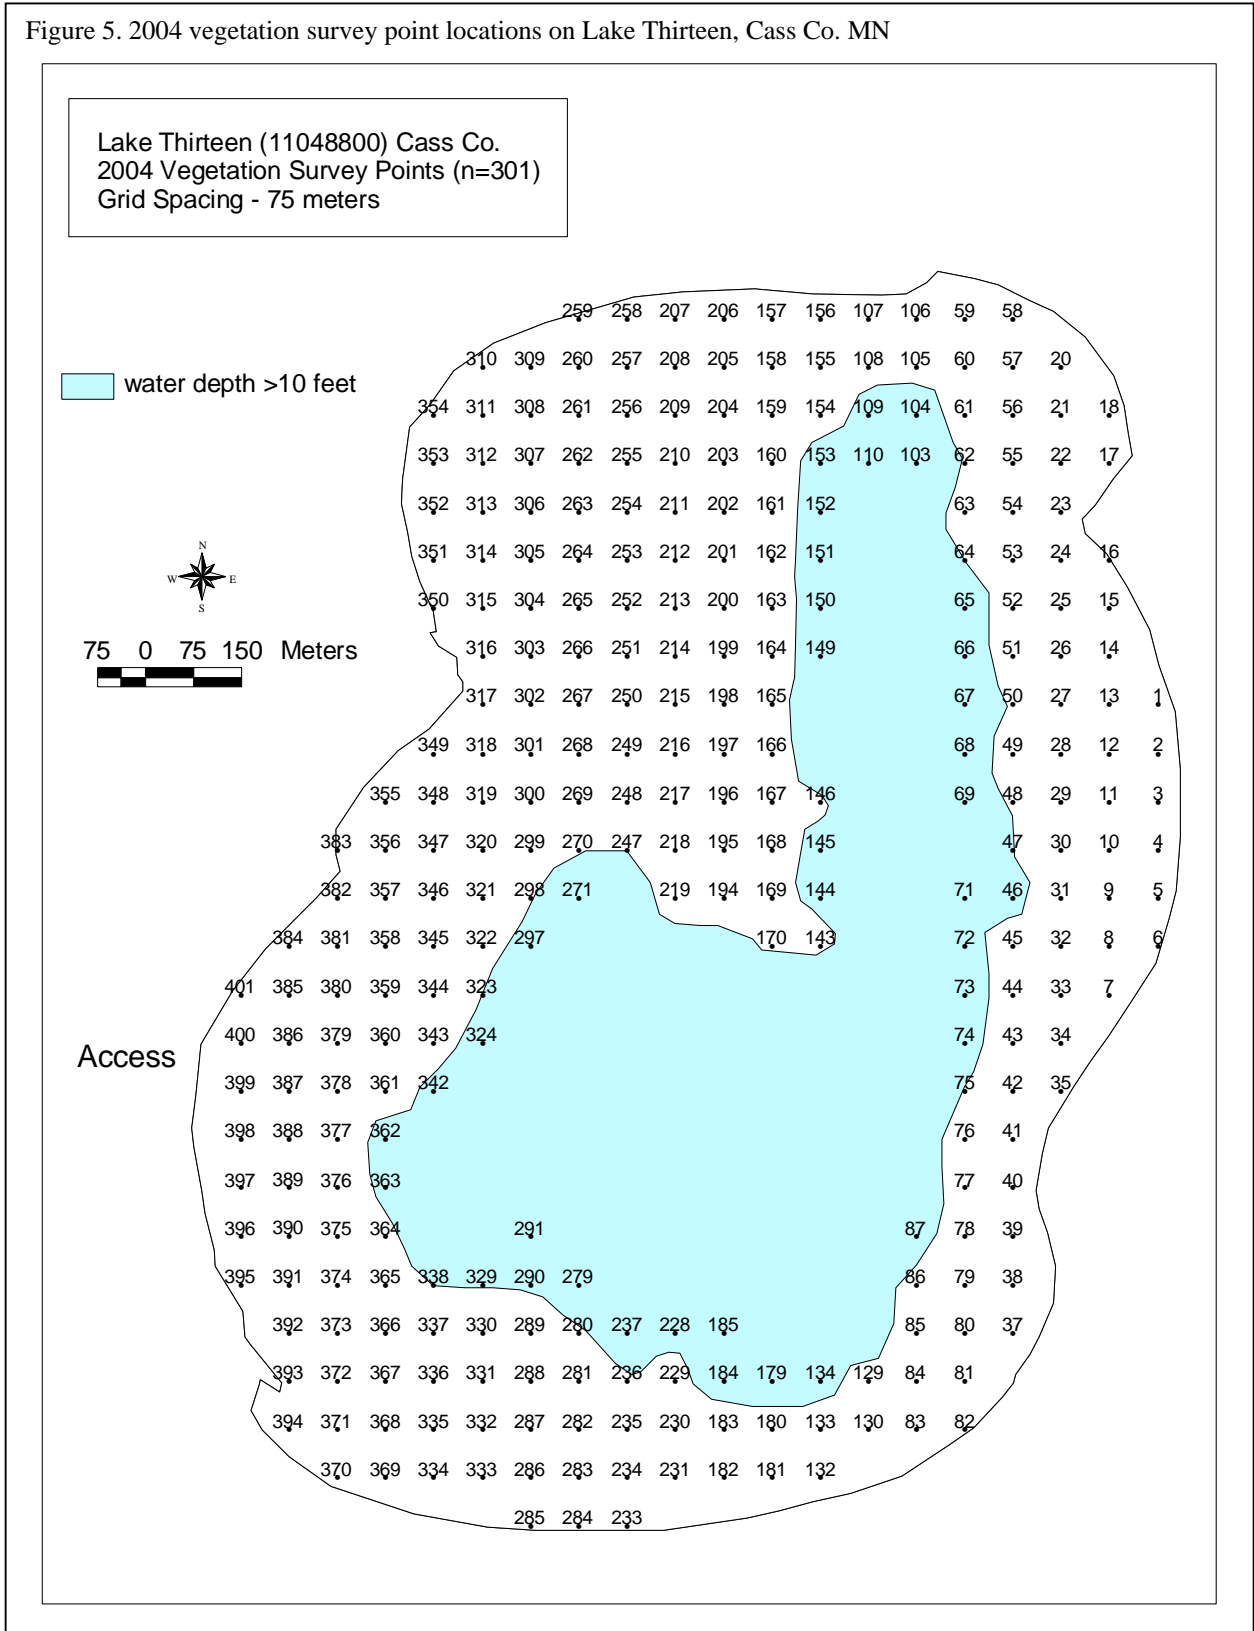 Figure 5. 2004 vegetation survey point locations on Lake Thirteen, Cass Co. MN
Lake Thirteen (11048800) Cass Co.
2004 Vegetation Survey Points (n=301)
Grid Spacing - 75 meters
259 258 207 206 157 156 107 106 59 58
310 309 260 257 208 205 158 155 108 105 60 57 20
water depth >10 feet
354 311 308 261 256 209 204 159 154 109 104 61 56 21 18
353 312 307 262 255 210 203 160 153 110 103 62 55 22 17
352 313 306 263 254 211 202 161 152 63 54 23
N
351 314 305 264 253 212 201 162 151 64 53 24 16
W E
S
350 315 304 265 252 213 200 163 150 65 52 25 15
75 0 75 150 Meters
316 303 266 251 214 199 164 149 66 51 26 14
317 302 267 250 215 198 165 67 50 27 13 1
349 318 301 268 249 216 197 166 68 49 28 12 2
355 348 319 300 269 248 217 196 167 146 69 48 29 11 3
383 356 347 320 299 270 247 218 195 168 145 47 30 10 4
382 357 346 321 298 271 219 194 169 144 71 46 31 9 5
384 381 358 345 322 297 170 143 72 45 32 8 6
401 385 380 359 344 323 73 44 33 7
400 386 379 360 343 324 74 43 34
Access
399 387 378 361 342 75 42 35
398 388 377 362 76 41
397 389 376 363 77 40
396 390 375 364 291 87 78 39
395 391 374 365 338 329 290 279 86 79 38
392 373 366 337 330 289 280 237 228 185 85 80 37
393 372 367 336 331 288 281 236 229 184 179 134 129 84 81
394 371 368 335 332 287 282 235 230 183 180 133 130 83 82
370 369 334 333 286 283 234 231 182 181 132
285 284 233